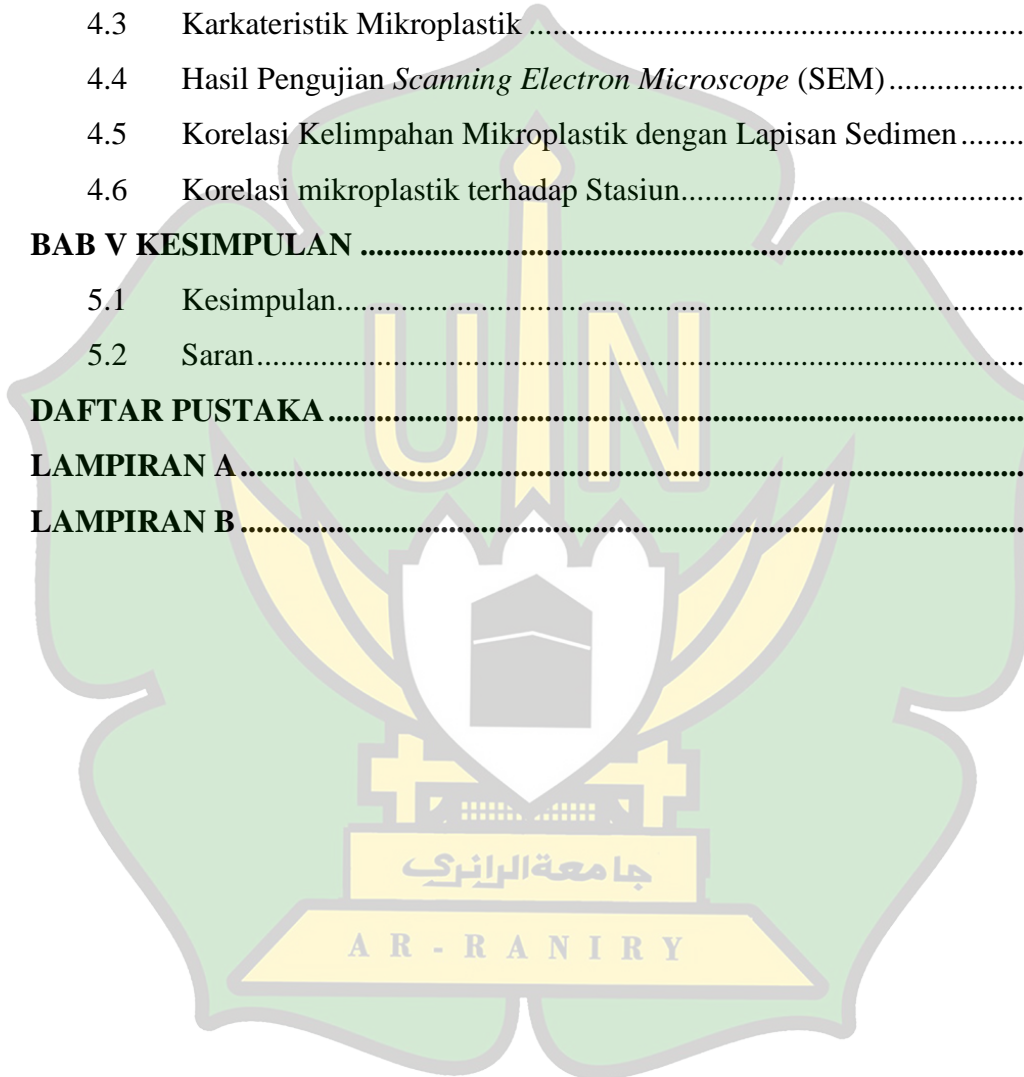 4.3 Karkateristik Mikroplastik ................................................................
4.4 Hasil Pengujian Scanning Electron Microscope (SEM) .................
4.5 Korelasi Kelimpahan Mikroplastik dengan Lapisan Sedimen ........
4.6 Korelasi mikroplastik terhadap Stasiun...........................................
BAB V KESIMPULAN ..................................................................................
5.1 Kesimpulan......................................................................................
5.2 Saran................................................................................................
DAFTAR PUSTAKA ......................................................................................
LAMPIRAN A .................................................................................................
LAMPIRAN B .................................................................................................
UIN
جامعة الرانري
AR-RANIRY